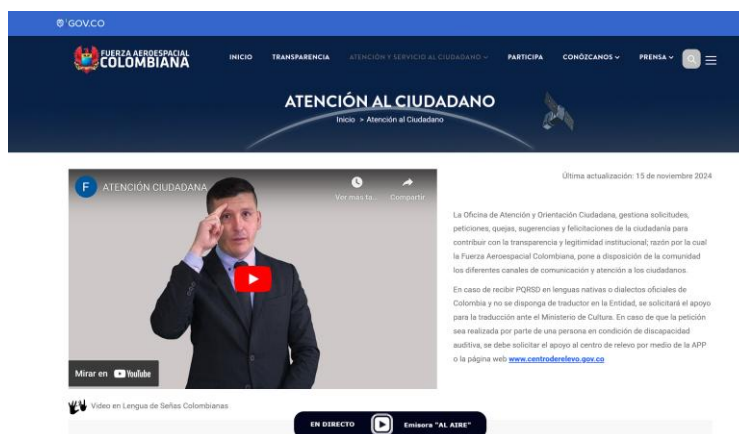 GOV.CO
FUERZA AEROESPACIAL
COLOMBIANA
INICIO TRANSPARENCIA ATENCIÓN Y SERVICIO AL CIUDADANO PARTICIPA CONÓZCANOS PRENSA
ATENCIÓN AL CIUDADANO
Inicio > Atención al Ciudadano
Última actualización: 15 de noviembre 2024
F ATENCIÓN CIUDADANA
Ver más ta... Compartir
La Oficina de Atención y Orientación Ciudadana, gestiona solicitudes,
peticiones, quejas, sugerencias y felicitaciones de la ciudadanía para
contribuir con la transparencia y legitimidad institucional; razón por la cual
la Fuerza Aeroespacial Colombiana, pone a disposición de la comunidad
los diferentes canales de comunicación y atención a los ciudadanos.
En caso de recibir PQRSD en lenguas nativas o dialectos oficiales de
Colombia y no se disponga de traductor en la Entidad, se solicitará el apoyo
para la traducción ante el Ministerio de Cultura. En caso de que la petición
sea realizada por parte de una persona en condición de discapacidad
auditiva, se debe solicitar el apoyo al centro de relevo por medio de la APP
o la página web www.centroderelevo.gov.co
Mirar en YouTube
Video en Lengua de Señas Colombianas
EN DIRECTO Emisora "AL AIRE"